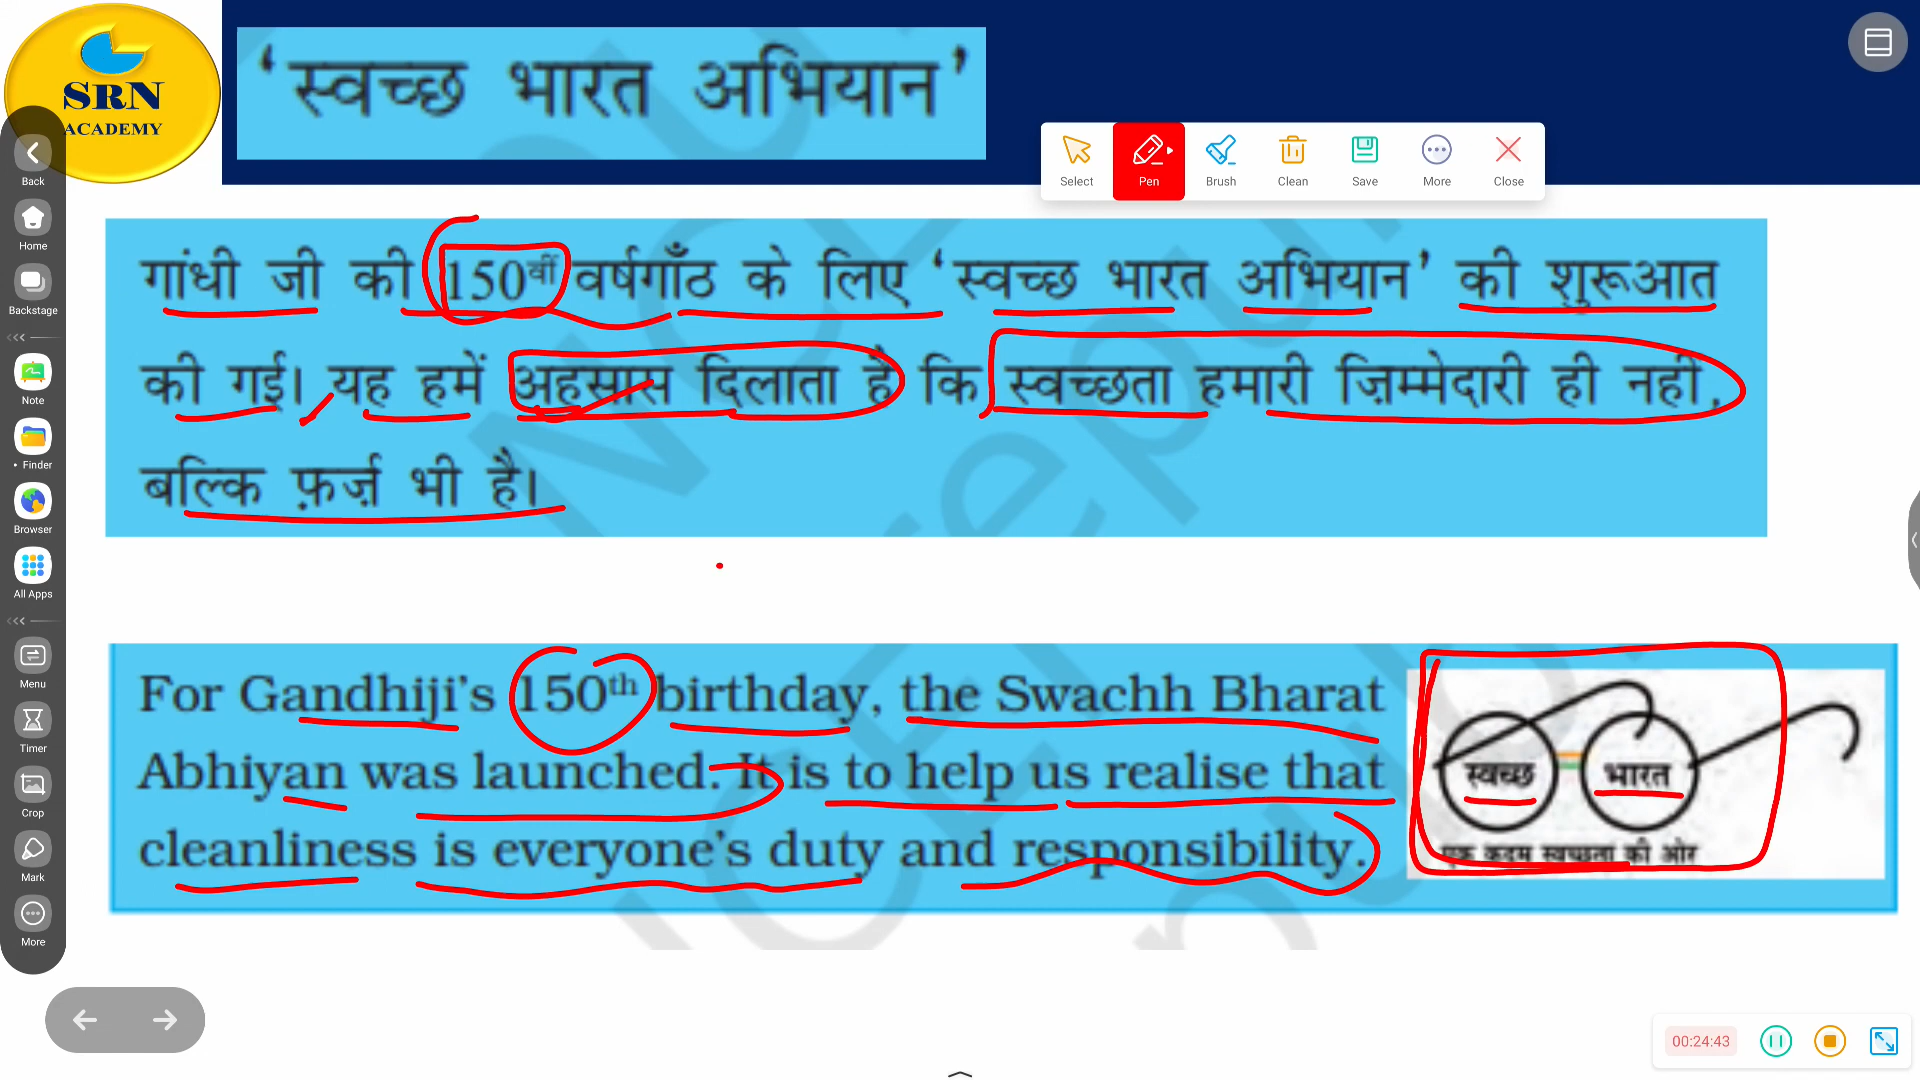 SRN
ACADEMY
‘स्वच्छ भारत अभियान’
Select
Pen
Brush
Clean
Save
More
Close
Back
Home
Backstage
Note
Finder
Browser
All Apps
Menu
Timer
Crop
Mark
More
गांधी जी की 150वीं वर्षगाँठ के लिए ‘स्वच्छ भारत अभियान’ की शुरूआत
की गई। यह हमें अहसास दिलाता है कि स्वच्छता हमारी ज़िम्मेदारी ही नहीं,
बल्कि फ़र्ज़ भी है।
For Gandhiji’s 150th birthday, the Swachh Bharat
Abhiyan was launched. It is to help us realise that
cleanliness is everyone’s duty and responsibility.
स्वच्छ भारत
एक कदम स्वच्छता की ओर
00:24:43